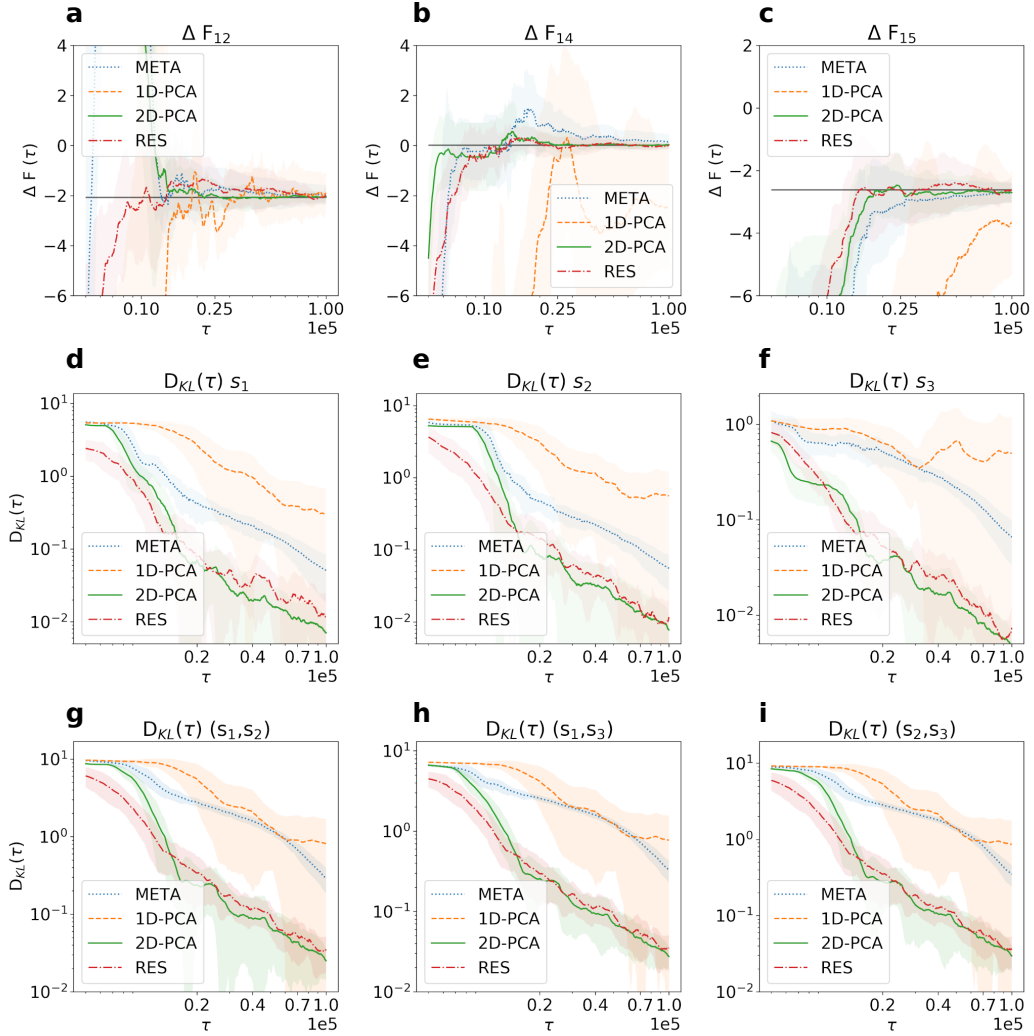 a
b
c
Δ F12
Δ F14
Δ F15
4
2
0
−2
−4
−6
Δ F (τ)
META
1D-PCA
2D-PCA
RES
0.10
0.25
1.00
τ
1e5
4
2
0
−2
−4
−6
Δ F (τ)
META
1D-PCA
2D-PCA
RES
0.10
0.25
1.00
τ
1e5
2
0
−2
−4
−6
Δ F (τ)
META
1D-PCA
2D-PCA
RES
0.10
0.25
1.00
τ
1e5
d
e
f
DKL(τ) s1
DKL(τ) s2
DKL(τ) s3
10^1
10^0
10^−1
10^−2
DKL(τ)
META
1D-PCA
2D-PCA
RES
0.2
0.4
0.7
1.0
τ
1e5
10^1
10^0
10^−1
10^−2
META
1D-PCA
2D-PCA
RES
0.2
0.4
0.7
1.0
τ
1e5
10^0
10^−1
10^−2
META
1D-PCA
2D-PCA
RES
0.2
0.4
0.7
1.0
τ
1e5
g
h
i
DKL(τ) (s1,s2)
DKL(τ) (s1,s3)
DKL(τ) (s2,s3)
10^1
10^0
10^−1
10^−2
DKL(τ)
META
1D-PCA
2D-PCA
RES
0.2
0.4
0.7
1.0
τ
1e5
10^1
10^0
10^−1
10^−2
META
1D-PCA
2D-PCA
RES
0.2
0.4
0.7
1.0
τ
1e5
10^1
10^0
10^−1
10^−2
META
1D-PCA
2D-PCA
RES
0.2
0.4
0.7
1.0
τ
1e5